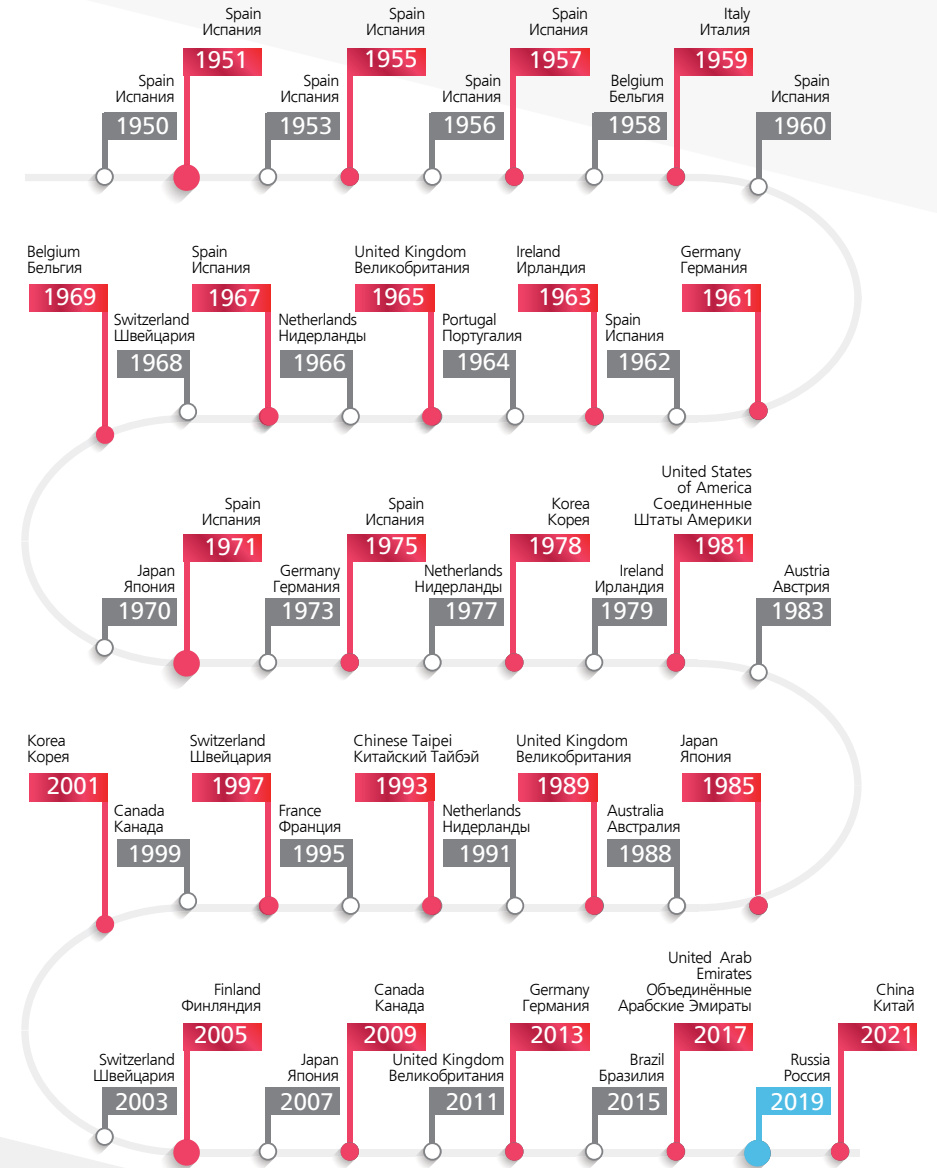 Spain
Испания
1950
Spain
Испания
1951
Spain
Испания
1953
Spain
Испания
1955
Spain
Испания
1956
Spain
Испания
1957
Belgium
Бельгия
1958
Italy
Италия
1959
Spain
Испания
1960
Germany
Германия
1961
Spain
Испания
1962
Ireland
Ирландия
1963
Portugal
Португалия
1964
United Kingdom
Великобритания
1965
Netherlands
Нидерланды
1966
Spain
Испания
1967
Switzerland
Швейцария
1968
Belgium
Бельгия
1969
Japan
Япония
1970
Spain
Испания
1971
Germany
Германия
1973
Spain
Испания
1975
Netherlands
Нидерланды
1977
Korea
Корея
1978
Ireland
Ирландия
1979
United States
of America
Соединенные
Штаты Америки
1981
Austria
Австрия
1983
Japan
Япония
1985
Australia
Австралия
1988
United Kingdom
Великобритания
1989
Netherlands
Нидерланды
1991
Chinese Taipei
Китайский Тайбэй
1993
France
Франция
1995
Switzerland
Швейцария
1997
Canada
Канада
1999
Korea
Корея
2001
Switzerland
Швейцария
2003
Finland
Финляндия
2005
Japan
Япония
2007
Canada
Канада
2009
United Kingdom
Великобритания
2011
Germany
Германия
2013
Brazil
Бразилия
2015
United Arab
Emirates
Объединённые
Арабские Эмираты
2017
Russia
Россия
2019
China
Китай
2021